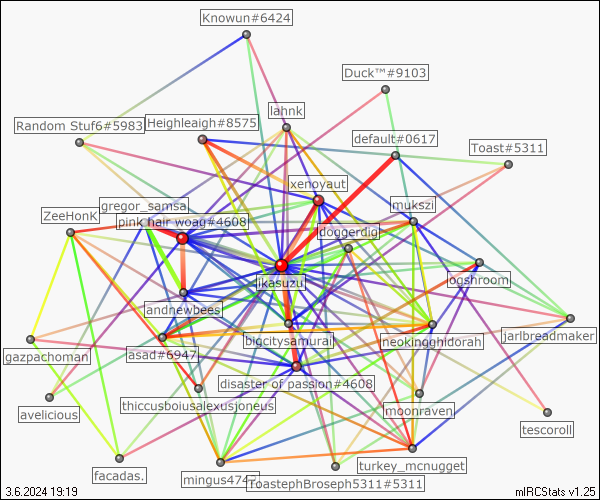 Knowun#6424
Duck™#9103
lahnk
Random Stuf6#5983
Heighleigh#8575
default#0617
Toast#5311
xenoyaut
gregor_samsa
mukszi
ZeeHonK
pink hair woag#4608
doggerdig
ikasuzu
ogshroom
andnewbees
bigcitysamurai
neokingghidorah
jarlbreadmaker
gazpachoman
asad#6947
disaster of passion#4608
thiccusboiusalexusjoneus
moonraven
avelicious
tescoroll
turkey_mcnugget
facadas.
mingus474
ToastephBroseph5311#5311
3.6.2024 19:19
mIRCStats v1.25